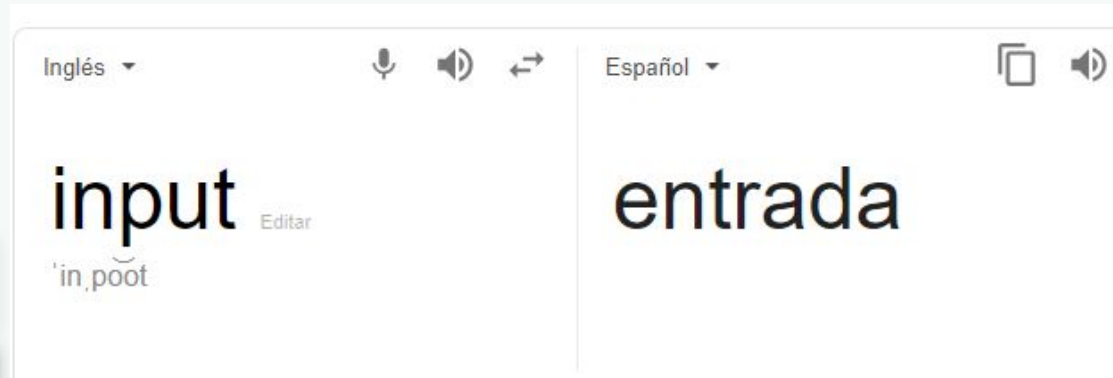 Inglés
Español
input Editar
entrada
ˈinˌpo͝ot